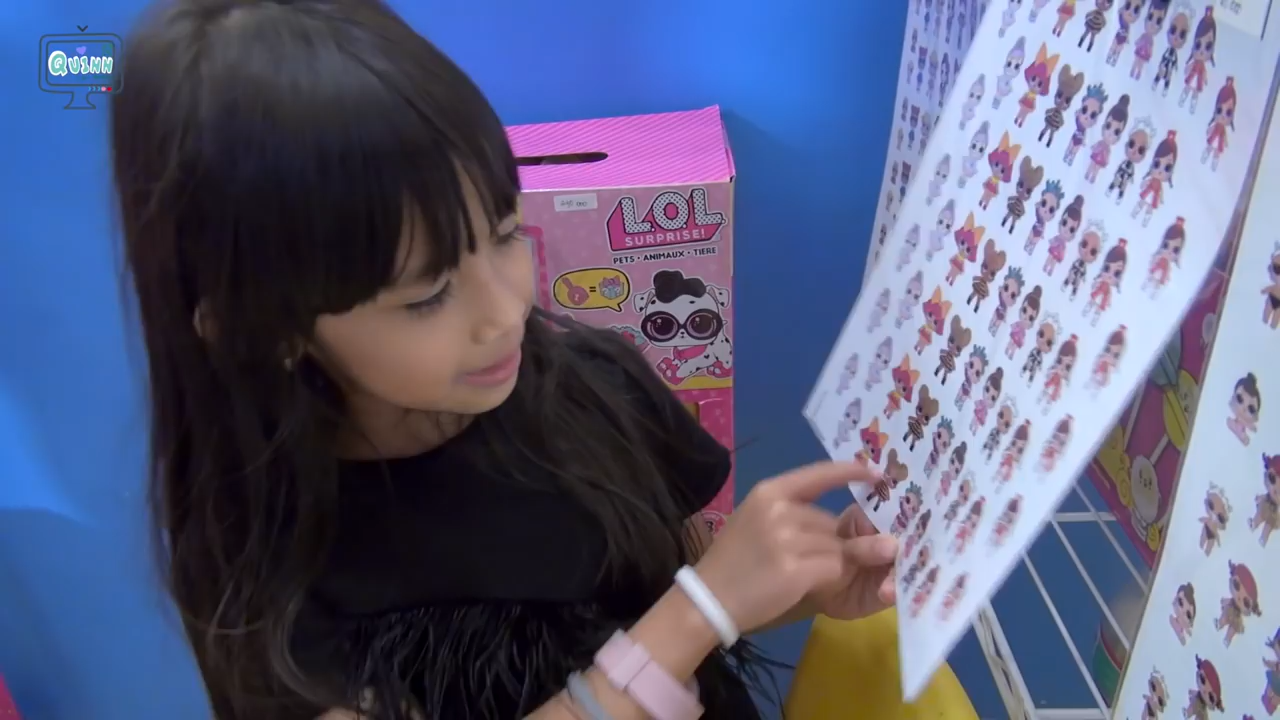 QUINN
L.O.L
SURPRISE!
PETS • ANIMAUX • TIERE
=